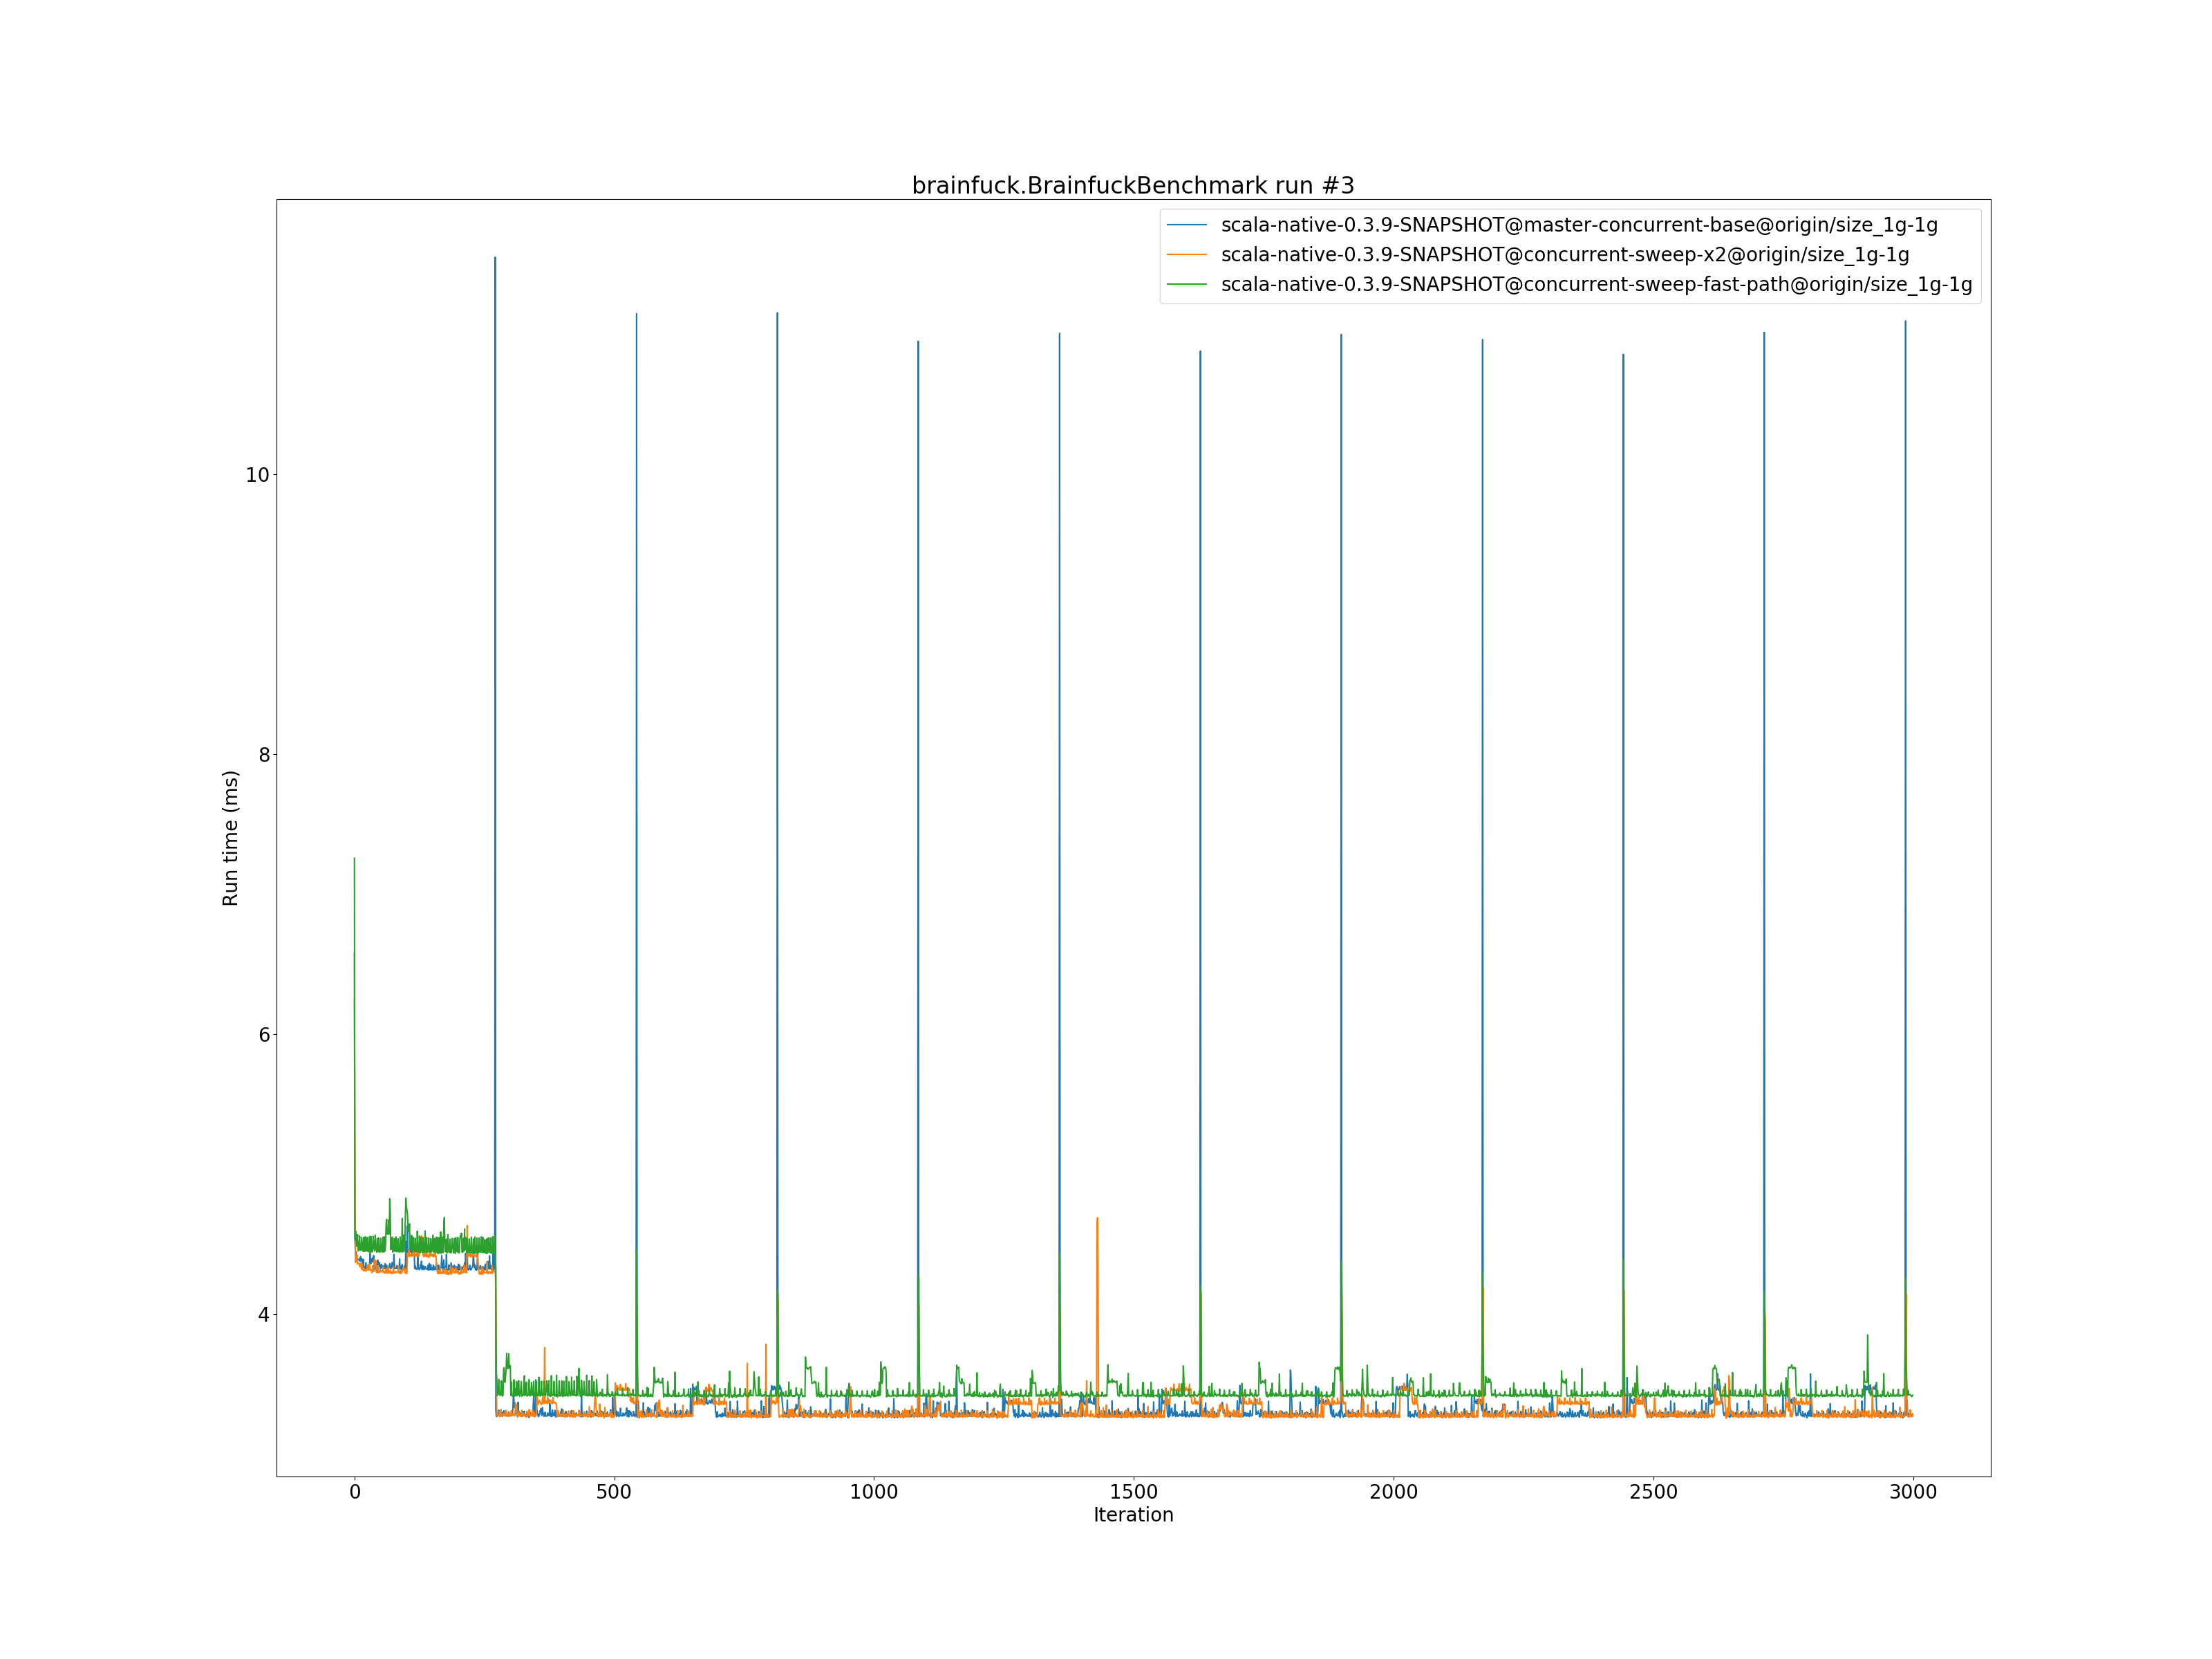 brainfuck.BrainfuckBenchmark run #3
scala-native-0.3.9-SNAPSHOT@master-concurrent-base@origin/size_1g-1g
scala-native-0.3.9-SNAPSHOT@concurrent-sweep-x2@origin/size_1g-1g
scala-native-0.3.9-SNAPSHOT@concurrent-sweep-fast-path@origin/size_1g-1g
10
8
6
4
Run time (ms)
0 500 1000 1500 2000 2500 3000
Iteration